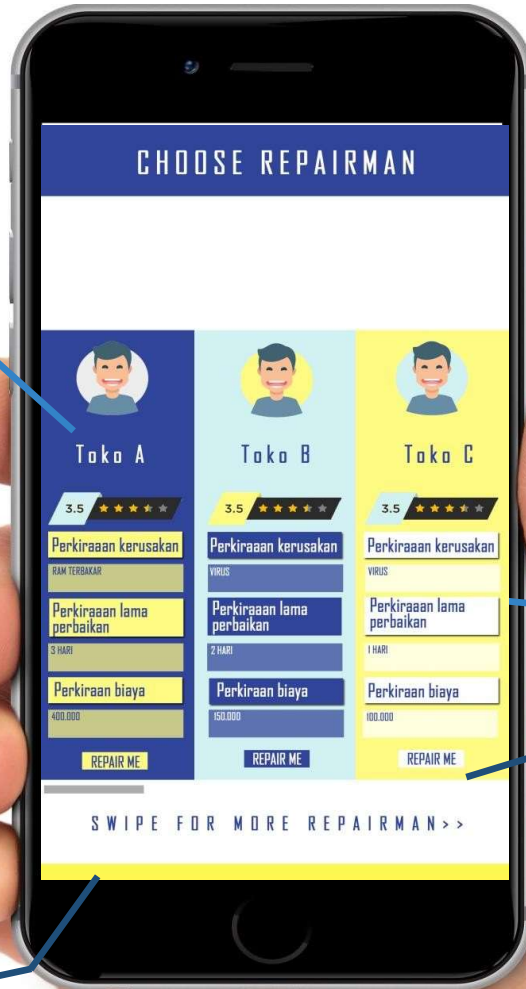 CHOOSE REPAIRMAN
Toko A
3.5
Perkiraaan kerusakan
RAM TERBAKAR
Perkiraaan lama
perbaikan
3 HARI
Perkiraan biaya
400.000
REPAIR ME
Toko B
3.5
Perkiraaan kerusakan
VIRUS
Perkiraaan lama
perbaikan
2 HARI
Perkiraan biaya
150.000
REPAIR ME
Toko C
3.5
Perkiraaan kerusakan
VIRUS
Perkiraaan lama
perbaikan
1 HARI
Perkiraan biaya
100.000
REPAIR ME
SWIPE FOR MORE REPAIRMAN>>